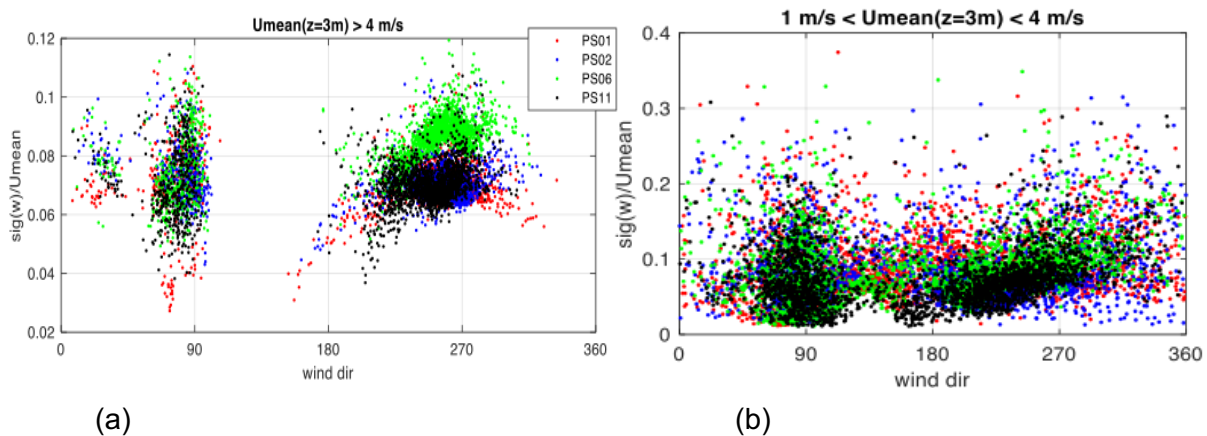 Umean(z=3m) > 4 m/s
PS01
PS02
PS06
PS11
0.12
0.1
0.08
0.06
0.04
0.02
sig(w)/Umean
0
90
180
270
360
wind dir
(a)
1 m/s < Umean(z=3m) < 4 m/s
0.4
0.3
0.2
0.1
0
sig(w)/Umean
0
90
180
270
360
wind dir
(b)